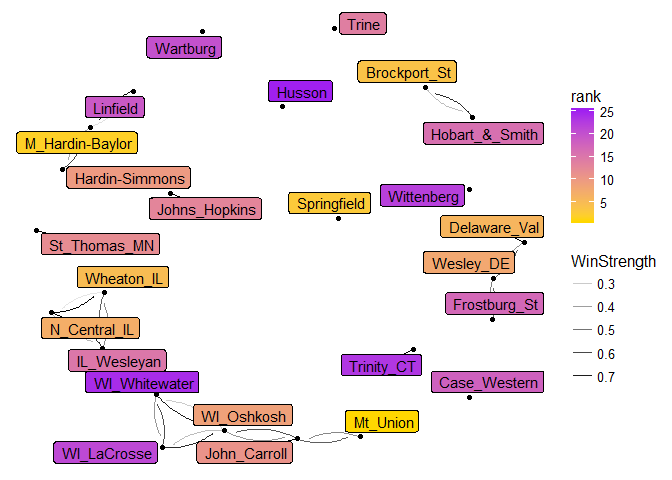 Trine
Wartburg
Brockport_St
Husson
Linfield
Hobart_&_Smith
M_Hardin-Baylor
Hardin-Simmons
Wittenberg
Springfield
Johns_Hopkins
Delaware_Val
St_Thomas_MN
Wesley_DE
Wheaton_IL
Frostburg_St
N_Central_IL
IL_Wesleyan
Trinity_CT
WI_Whitewater
Case_Western
WI_Oshkosh
Mt_Union
WI_LaCrosse
John_Carroll
rank
25
20
15
10
5
WinStrength
0.3
0.4
0.5
0.6
0.7